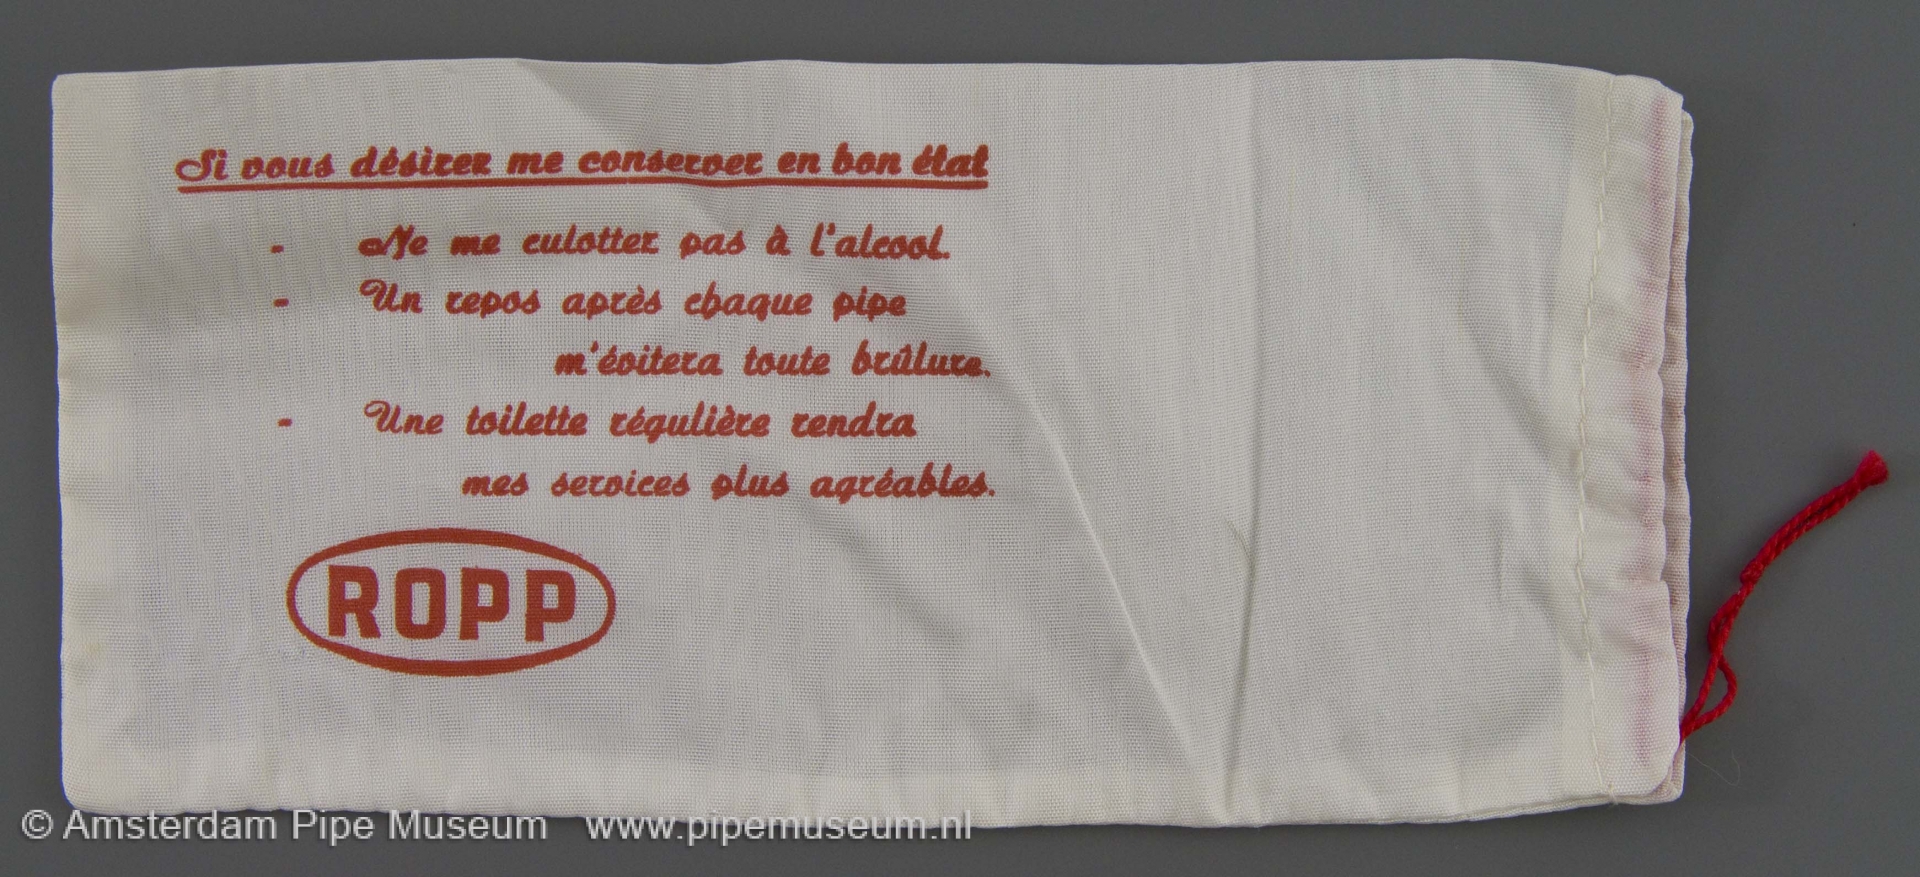 Si vous désirez me conserver en bon état
- Ne me culotter pas à l'alcool.
- Un repos après chaque pipe
m'évitera toute brûlure.
- Une toilette régulière rendra
mes services plus agréables.
ROPP
© Amsterdam Pipe Museum www.pipemuseum.nl